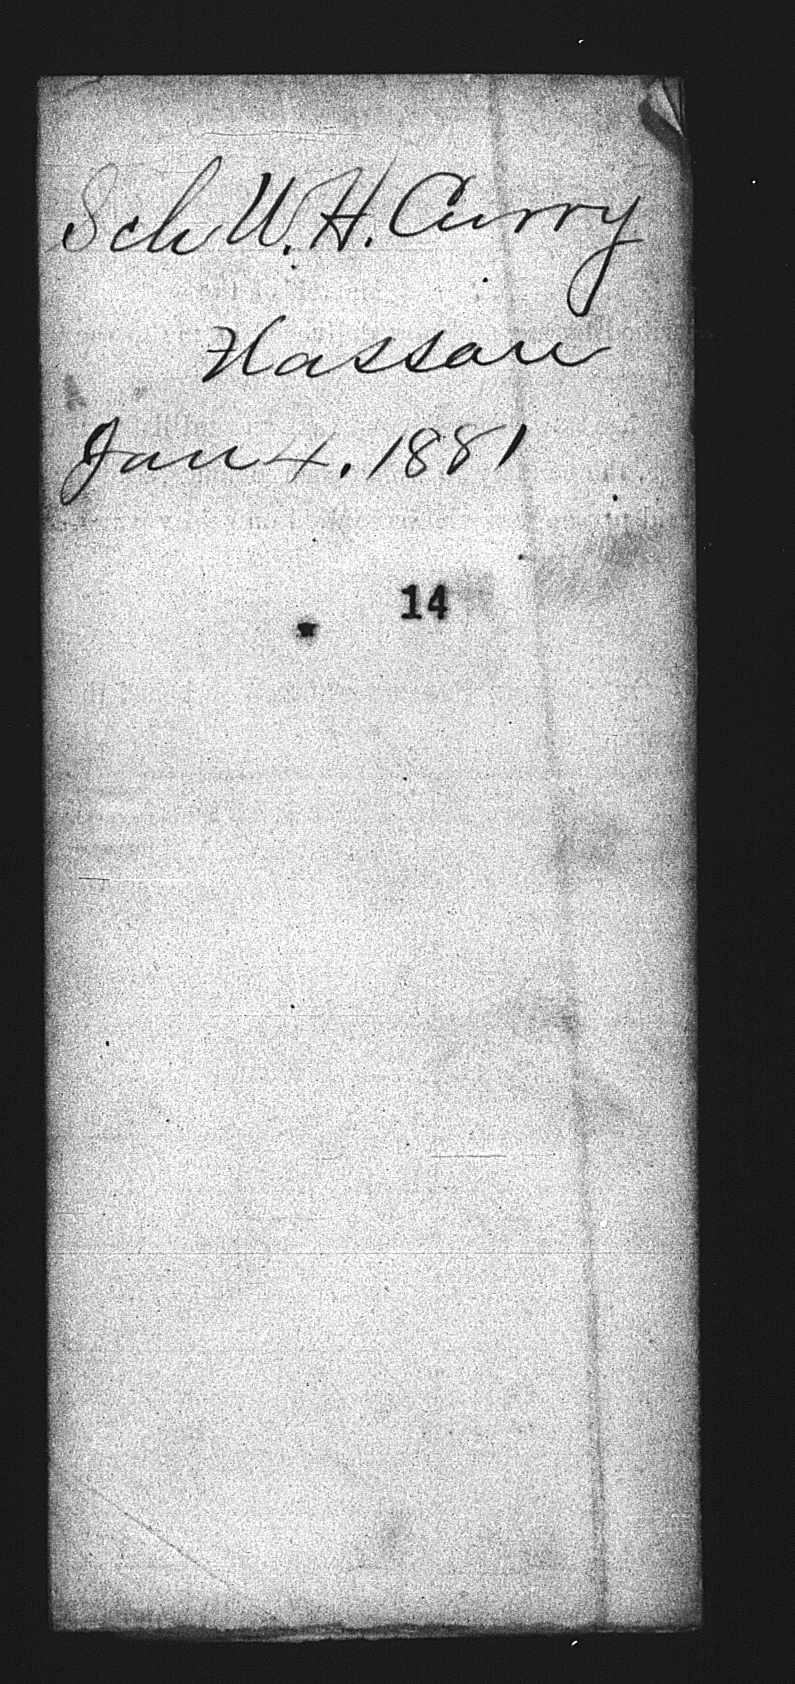 Sch W. H. Curry
Nassau
Jan 4. 1881
14